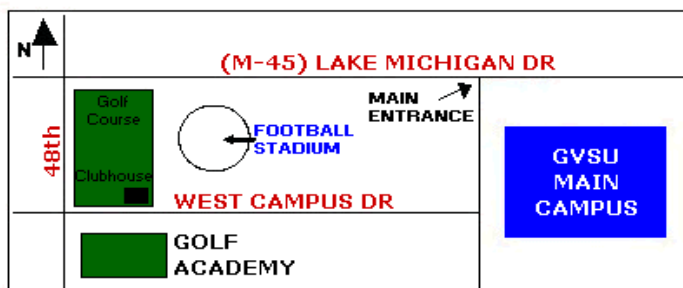 N
(M-45) LAKE MICHIGAN DR
MAIN
ENTRANCE
Golf
Course
FOOTBALL
STADIUM
48th
Clubhouse
GVSU
MAIN
CAMPUS
WEST CAMPUS DR
GOLF
ACADEMY